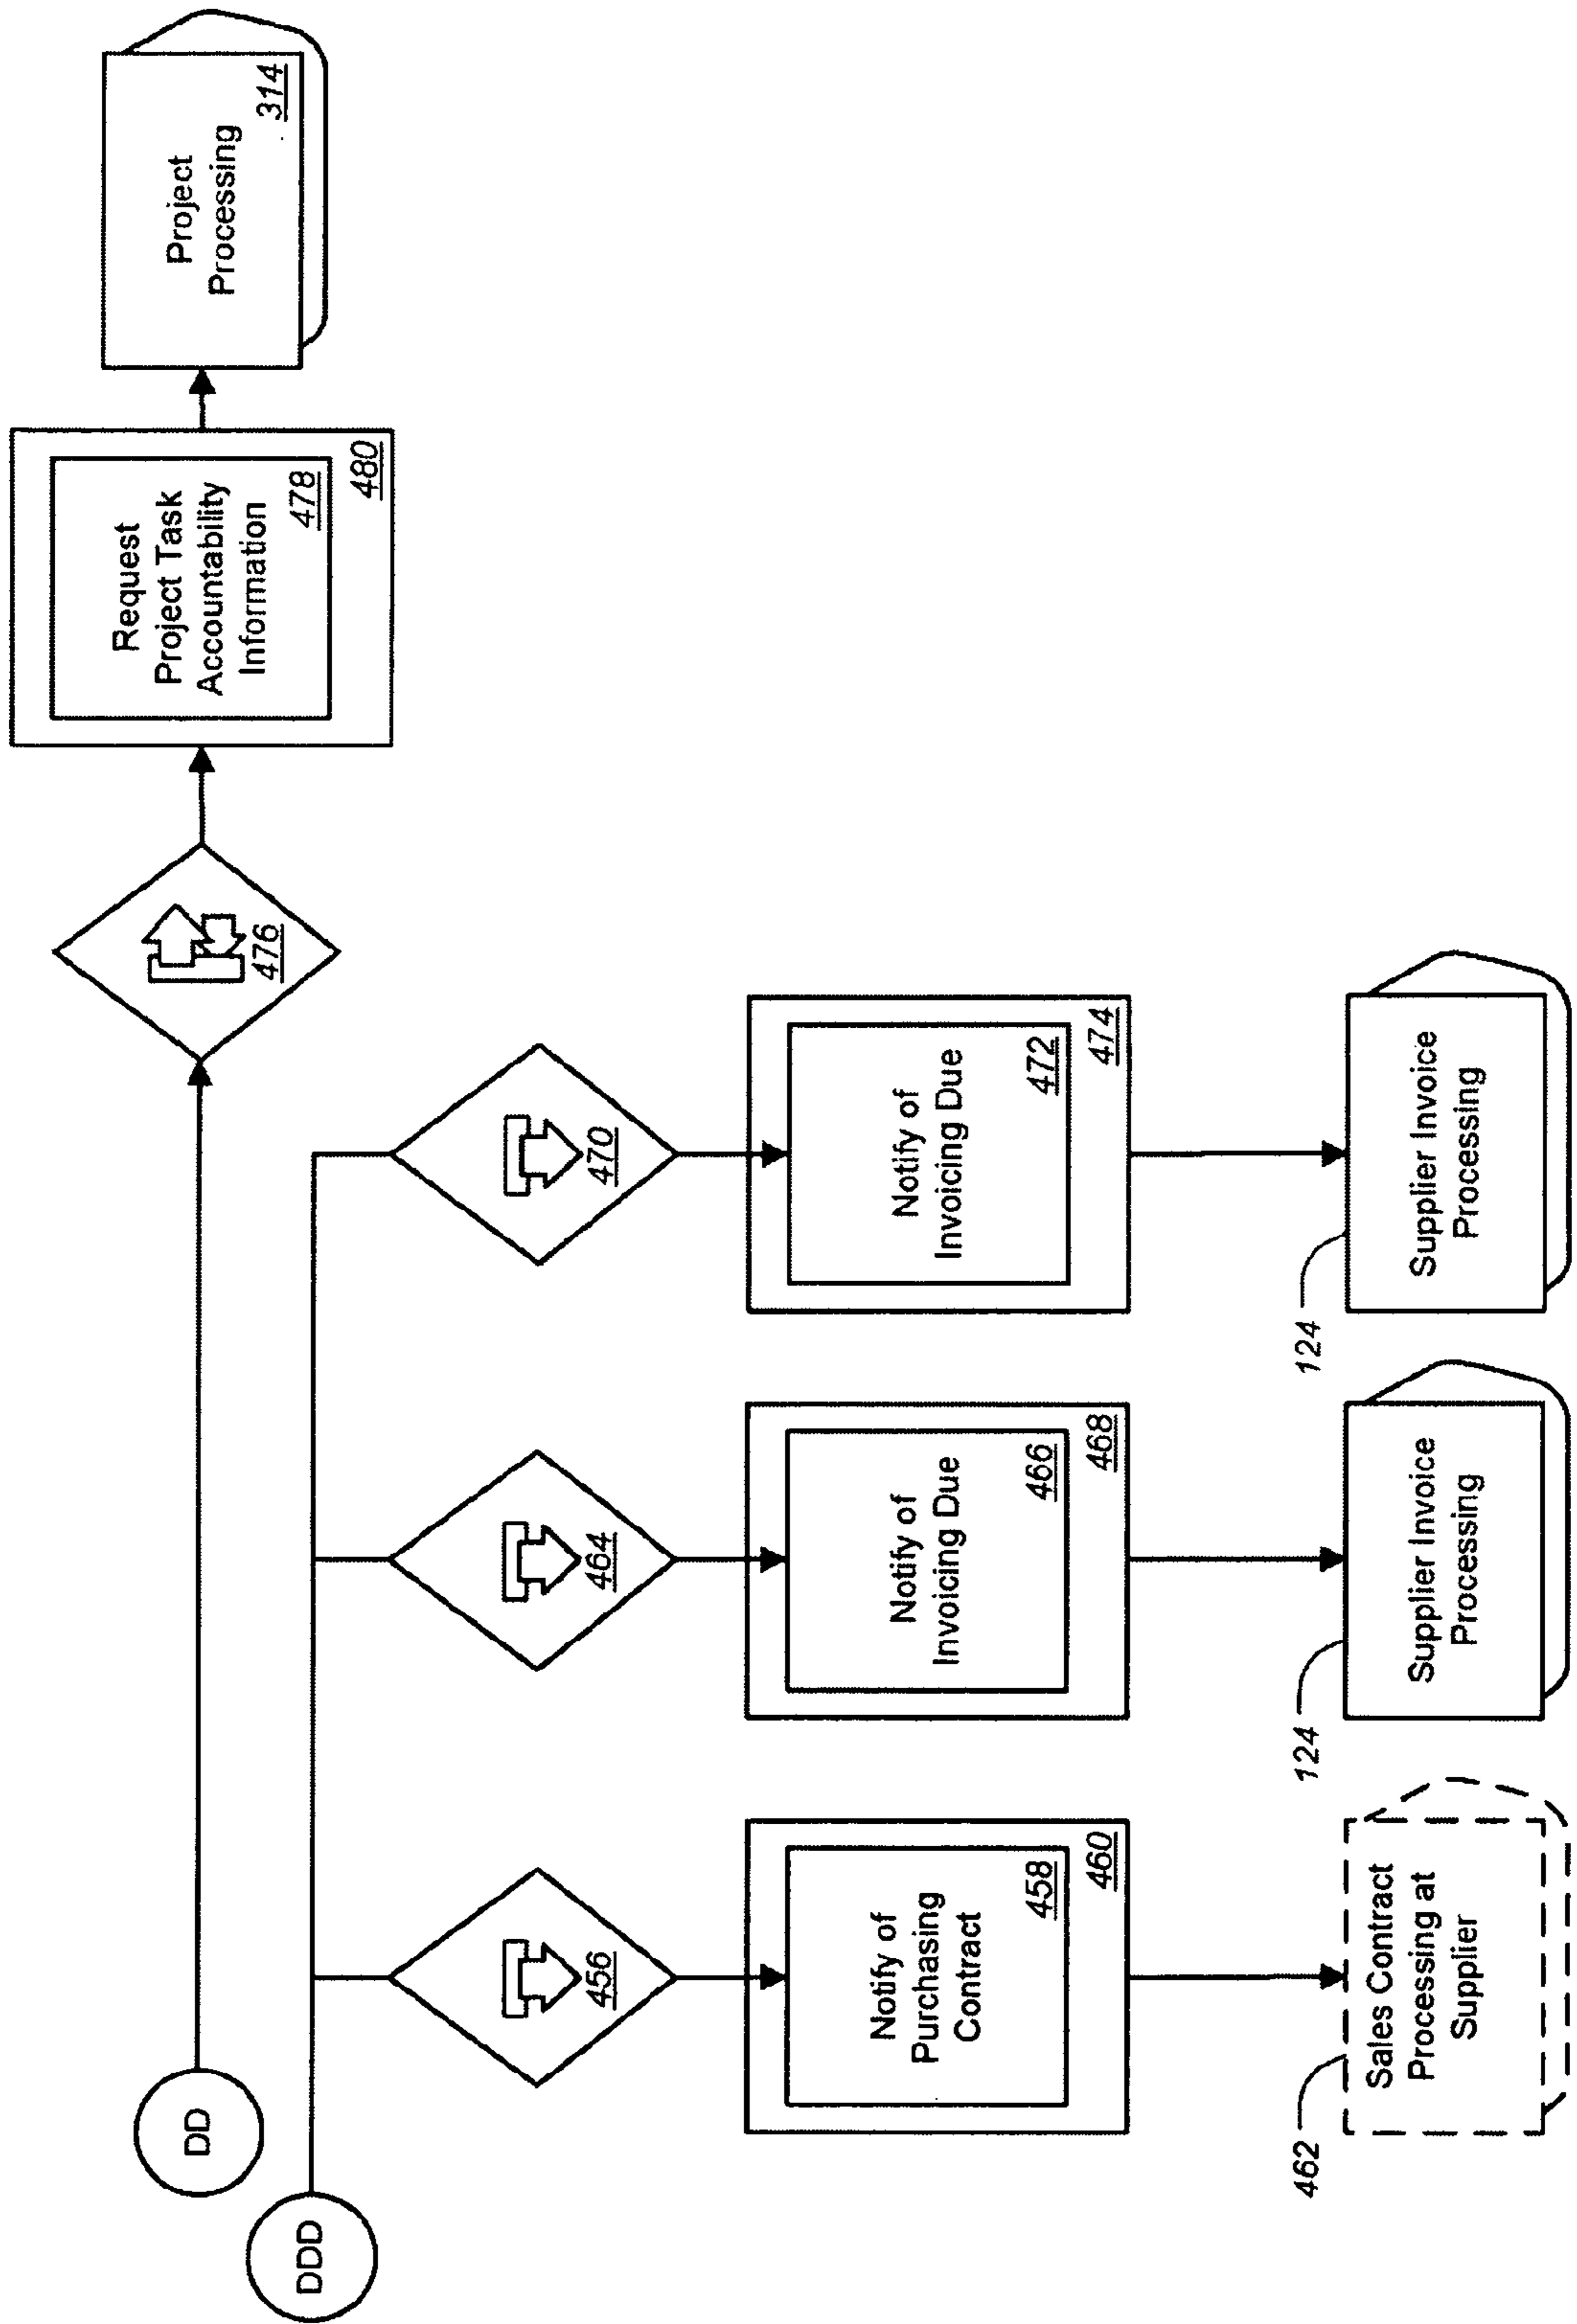 DD
476
Request
Project Task
Accountability
Information
478
480
Project
Processing
314
DDD
456
Notify of
Purchasing
Contract
458
460
462
Sales Contract
Processing at
Supplier
464
Notify of
Invoicing Due
466
468
124
Supplier Invoice
Processing
470
Notify of
Invoicing Due
472
474
124
Supplier Invoice
Processing